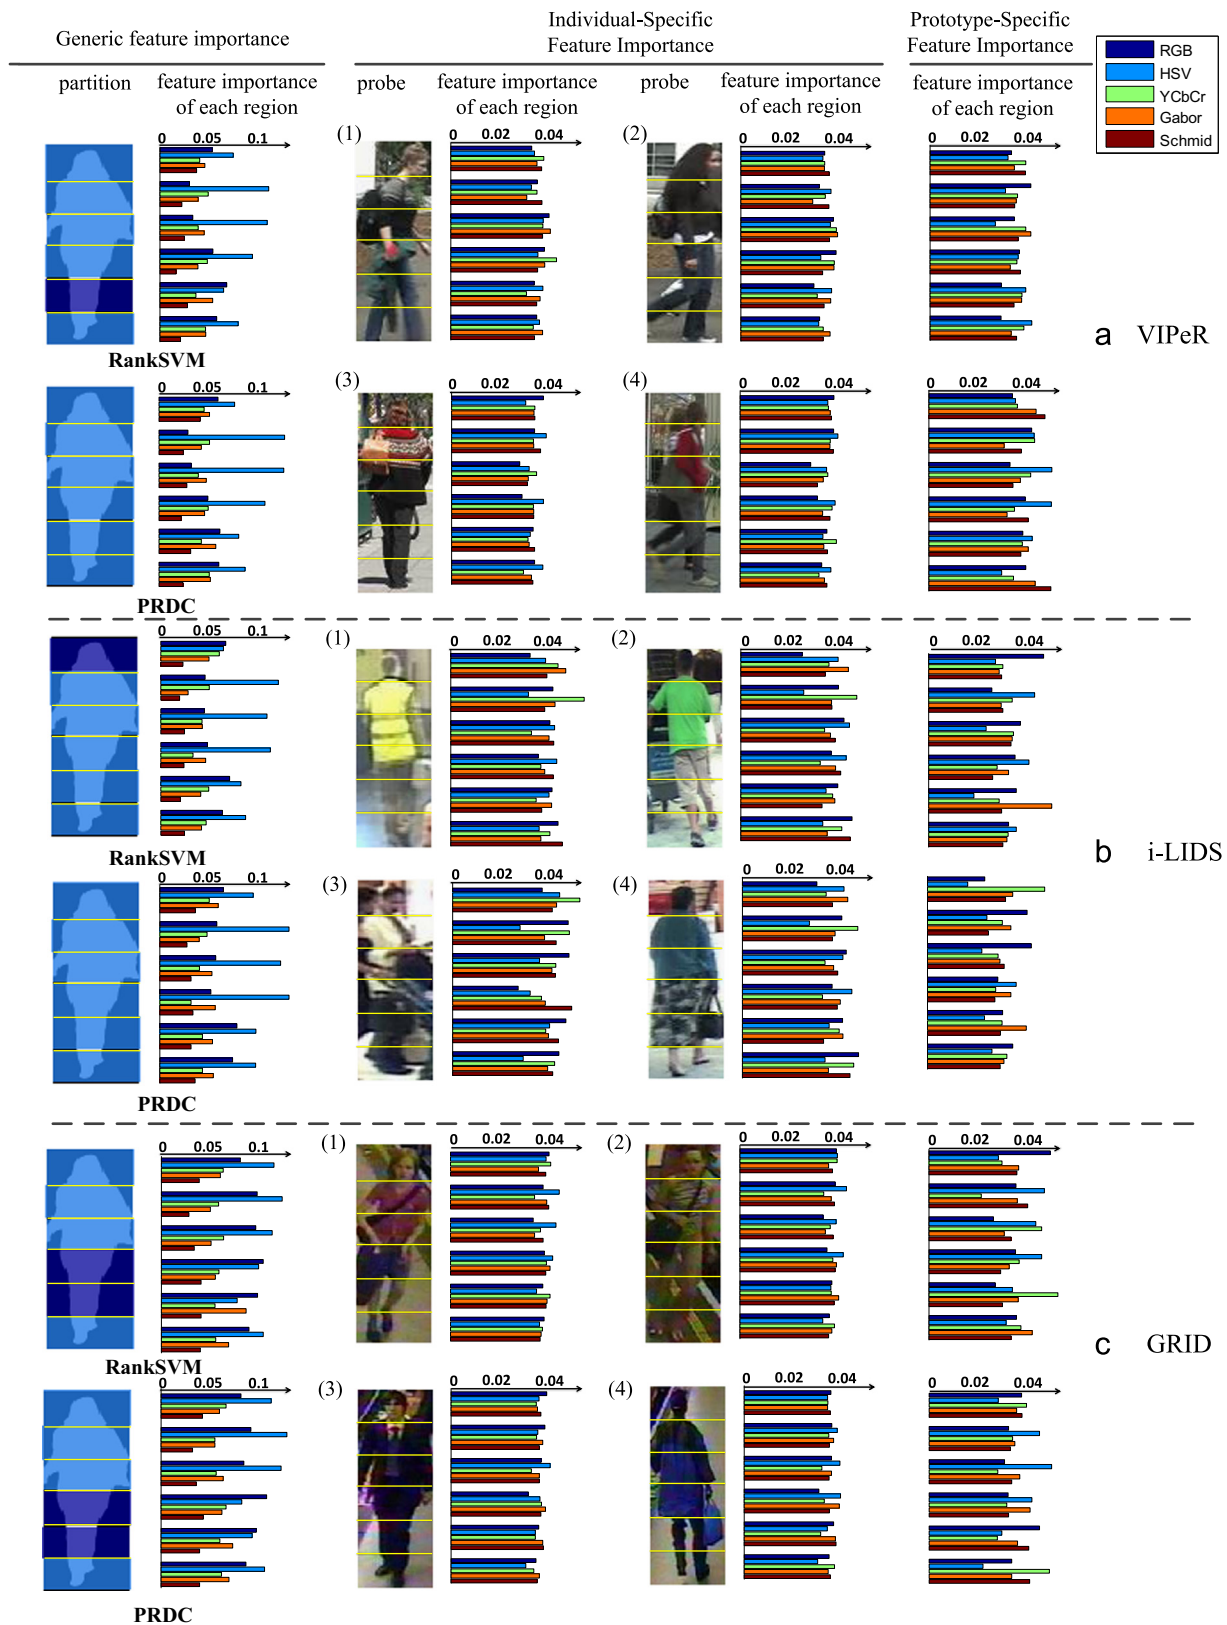 Generic feature importance
Individual-Specific
Feature Importance
Prototype-Specific
Feature Importance
partition
feature importance
of each region
probe
feature importance
of each region
probe
feature importance
of each region
feature importance
of each region
RGB
HSV
YCbCr
Gabor
Schmid
0 0.05 0.1
(1)
0 0.02 0.04
(2)
0 0.02 0.04
0 0.02 0.04
RankSVM
a VIPeR
0 0.05 0.1
(3)
0 0.02 0.04
(4)
0 0.02 0.04
0 0.02 0.04
PRDC
0 0.05 0.1
(1)
0 0.02 0.04
(2)
0 0.02 0.04
0 0.02 0.04
RankSVM
b i-LIDS
0 0.05 0.1
(3)
0 0.02 0.04
(4)
0 0.02 0.04
0 0.02 0.04
PRDC
0 0.05 0.1
(1)
0 0.02 0.04
(2)
0 0.02 0.04
0 0.02 0.04
RankSVM
c GRID
0 0.05 0.1
(3)
0 0.02 0.04
(4)
0 0.02 0.04
0 0.02 0.04
PRDC